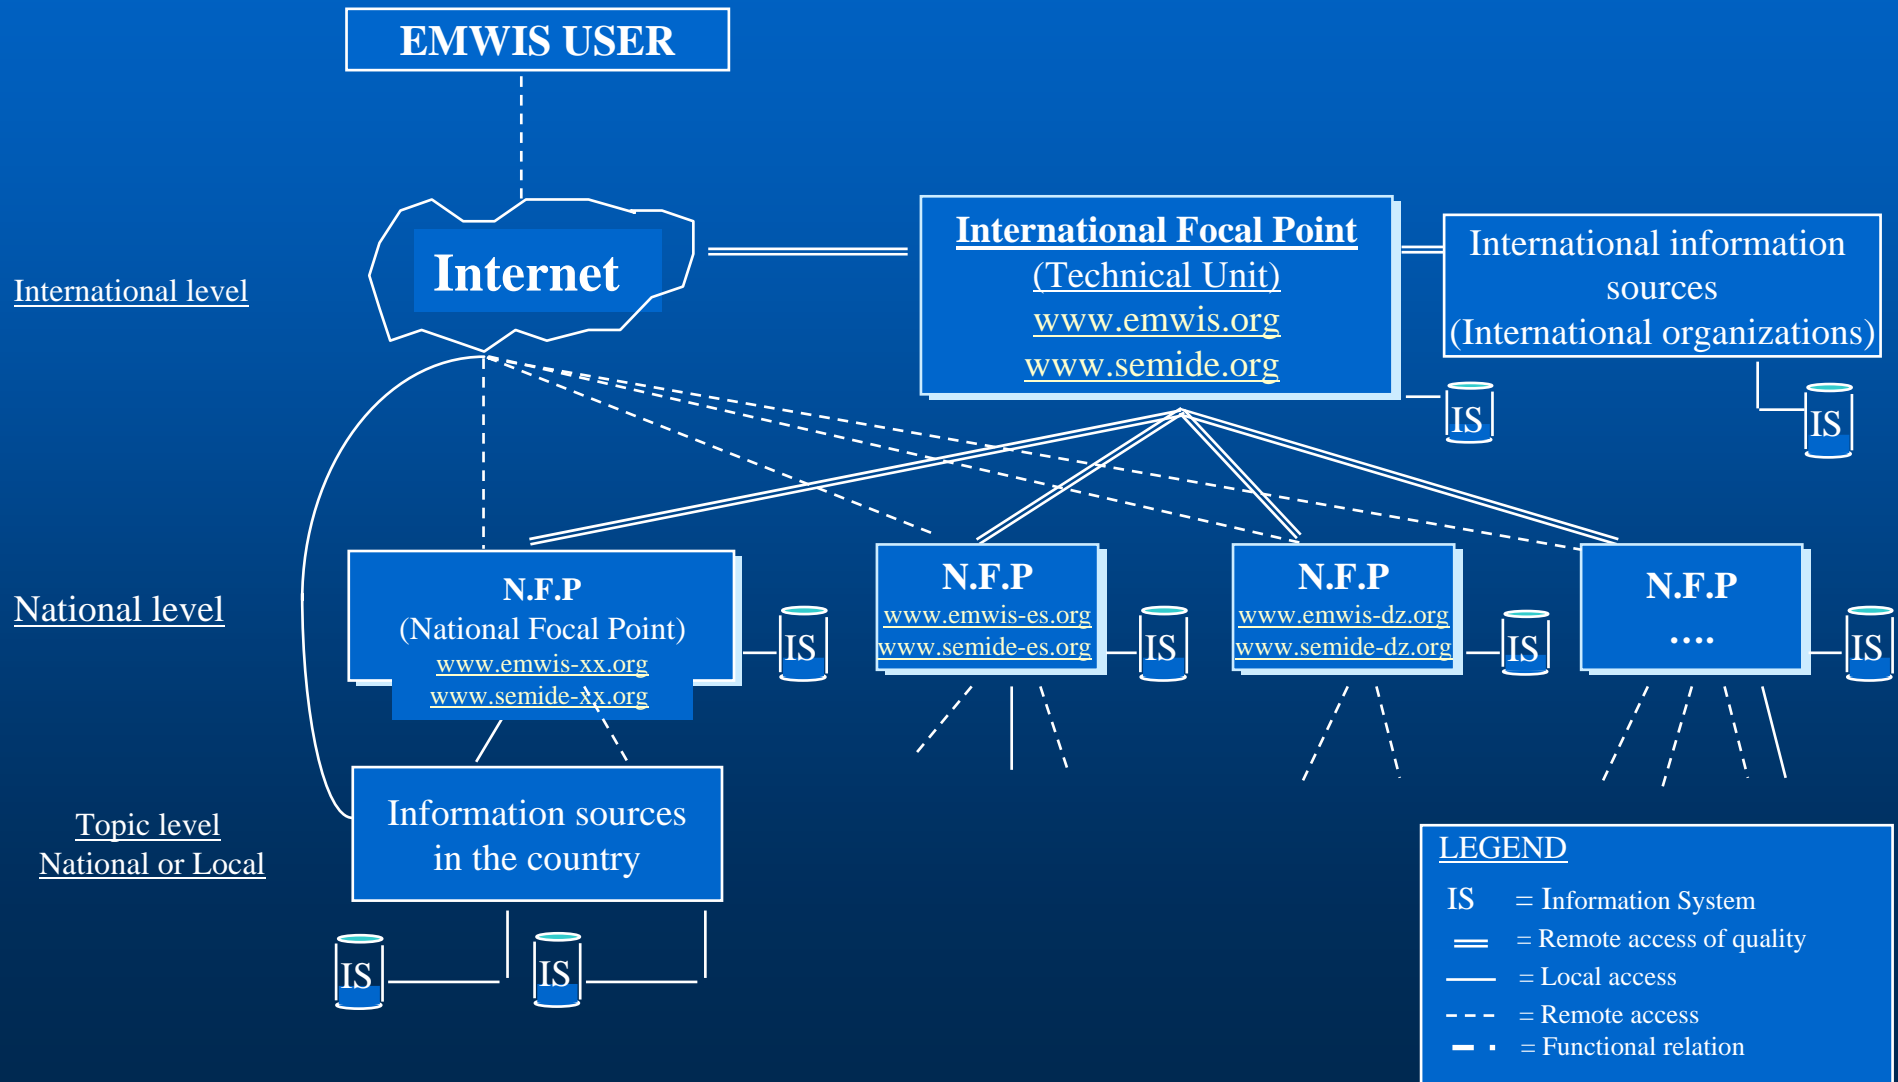 EMWIS USER
Internet
International Focal Point
(Technical Unit)
www.emwis.org
www.semide.org
International information
sources
(International organizations)
International level
IS
IS
National level
N.F.P
(National Focal Point)
www.emwis-xx.org
www.semide-xx.org
IS
N.F.P
www.emwis-es.org
www.semide-es.org
IS
N.F.P
www.emwis-dz.org
www.semide-dz.org
IS
N.F.P
....
IS
Topic level
National or Local
Information sources
in the country
IS
IS
LEGEND
IS = Information System
= Remote access of quality
= Local access
= Remote access
= Functional relation